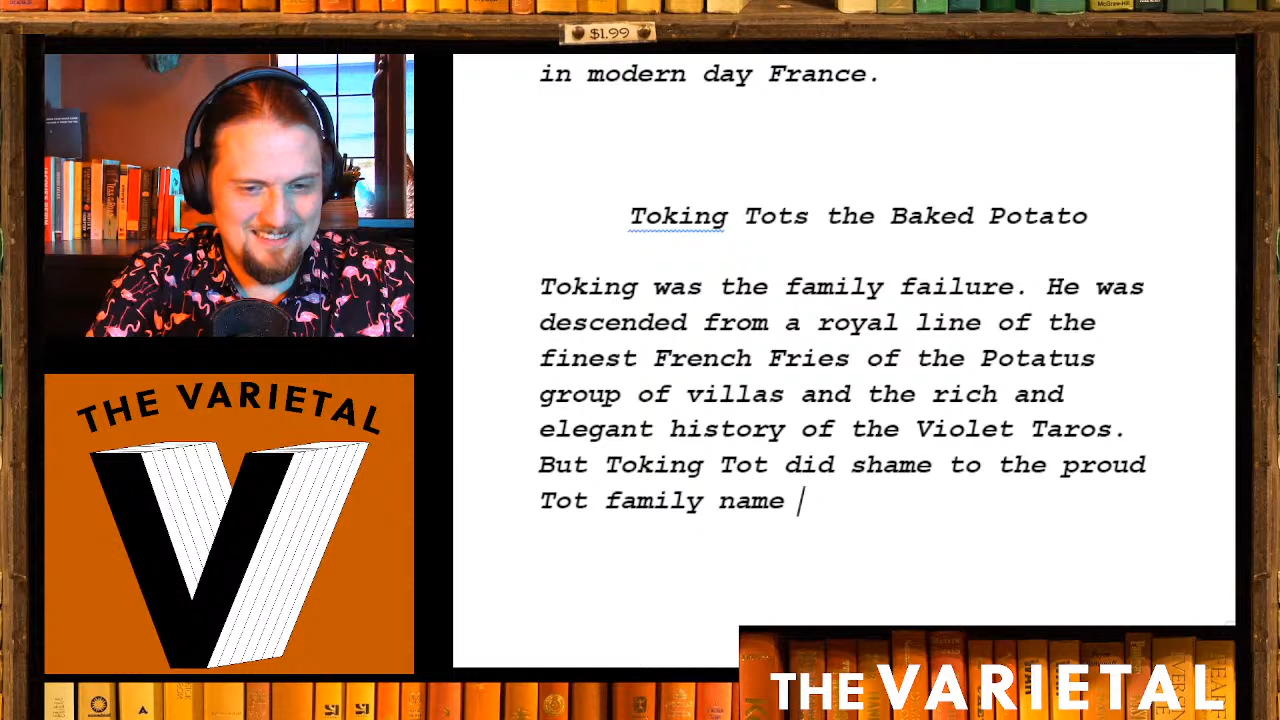 $1.99
McGraw-Hill
in modern day France.
Toking Tots the Baked Potato
Toking was the family failure. He was
descended from a royal line of the
finest French Fries of the Potatus
group of villas and the rich and
elegant history of the Violet Taros.
But Toking Tot did shame to the proud
Tot family name
THE VARIETAL
V
THE VARIETAL